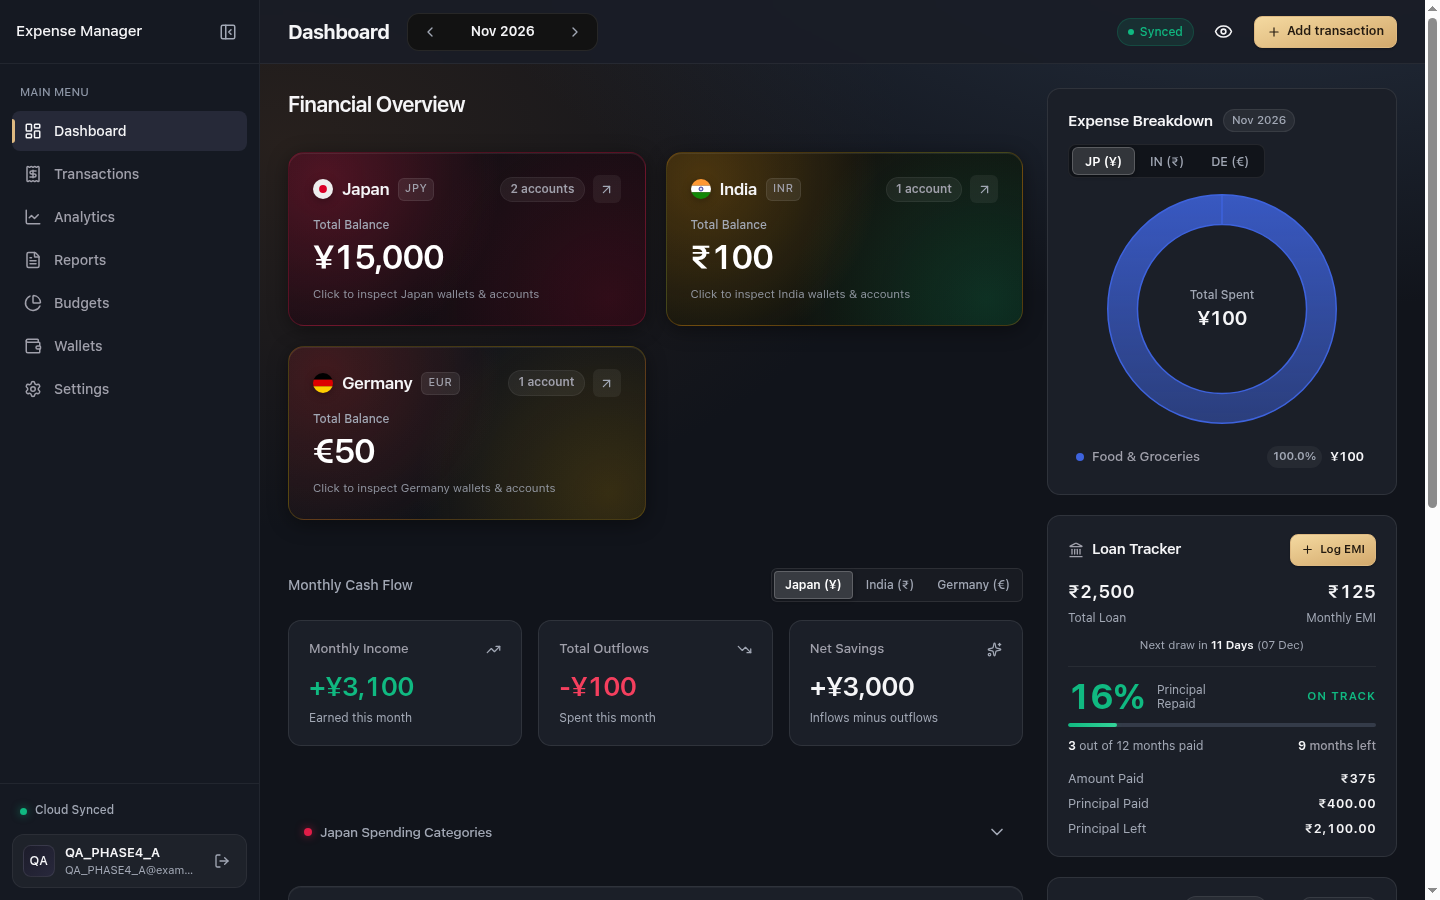 Expense Manager
MAIN MENU
Dashboard
Transactions
Analytics
Reports
Budgets
Wallets
Settings
Cloud Synced
QA
QA_PHASE4_A
QA_PHASE4_A@exam...
Dashboard
Nov 2026
Synced
Add transaction
Financial Overview
Japan JPY 2 accounts
Total Balance
¥15,000
Click to inspect Japan wallets & accounts
India INR 1 account
Total Balance
₹100
Click to inspect India wallets & accounts
Germany EUR 1 account
Total Balance
€50
Click to inspect Germany wallets & accounts
Monthly Cash Flow
Japan (¥) India (₹) Germany (€)
Monthly Income
+¥3,100
Earned this month
Total Outflows
-¥100
Spent this month
Net Savings
+¥3,000
Inflows minus outflows
Japan Spending Categories
Expense Breakdown Nov 2026
JP (¥) IN (₹) DE (€)
Total Spent
¥100
Food & Groceries 100.0% ¥100
Loan Tracker
Log EMI
₹2,500 ₹125
Total Loan Monthly EMI
Next draw in 11 Days (07 Dec)
16% Principal
Repaid
ON TRACK
3 out of 12 months paid 9 months left
Amount Paid ₹375
Principal Paid ₹400.00
Principal Left ₹2,100.00